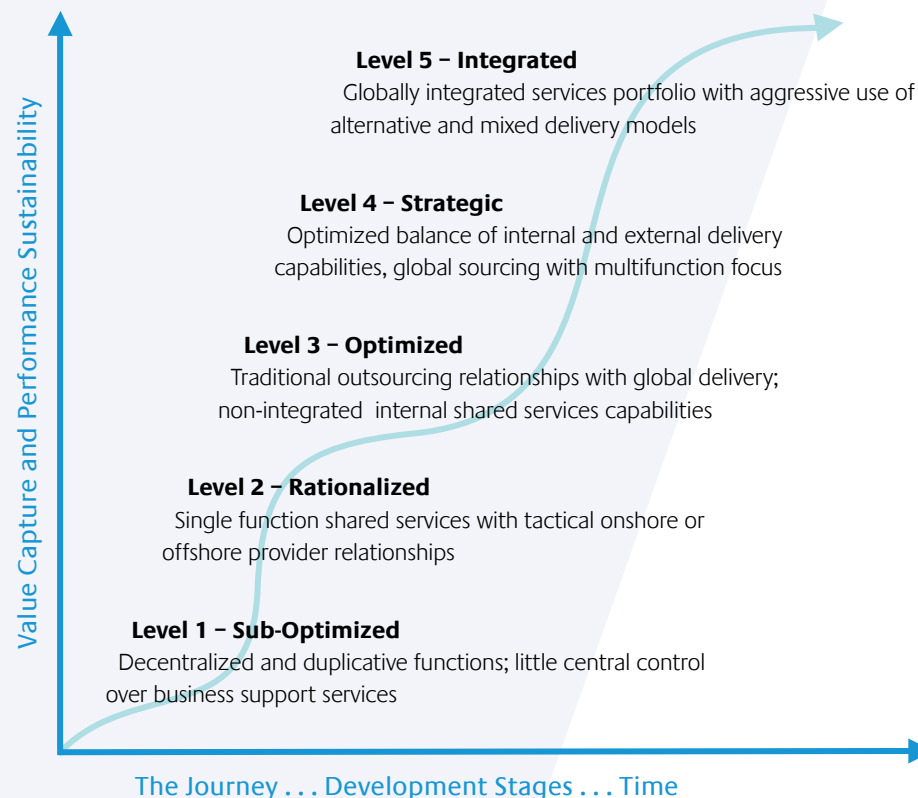 Value Capture and Performance Sustainability
Level 5 – Integrated
Globally integrated services portfolio with aggressive use of
alternative and mixed delivery models
Level 4 – Strategic
Optimized balance of internal and external delivery
capabilities, global sourcing with multifunction focus
Level 3 – Optimized
Traditional outsourcing relationships with global delivery;
non-integrated internal shared services capabilities
Level 2 – Rationalized
Single function shared services with tactical onshore or
offshore provider relationships
Level 1 – Sub-Optimized
Decentralized and duplicative functions; little central control
over business support services
The Journey . . . Development Stages . . . Time